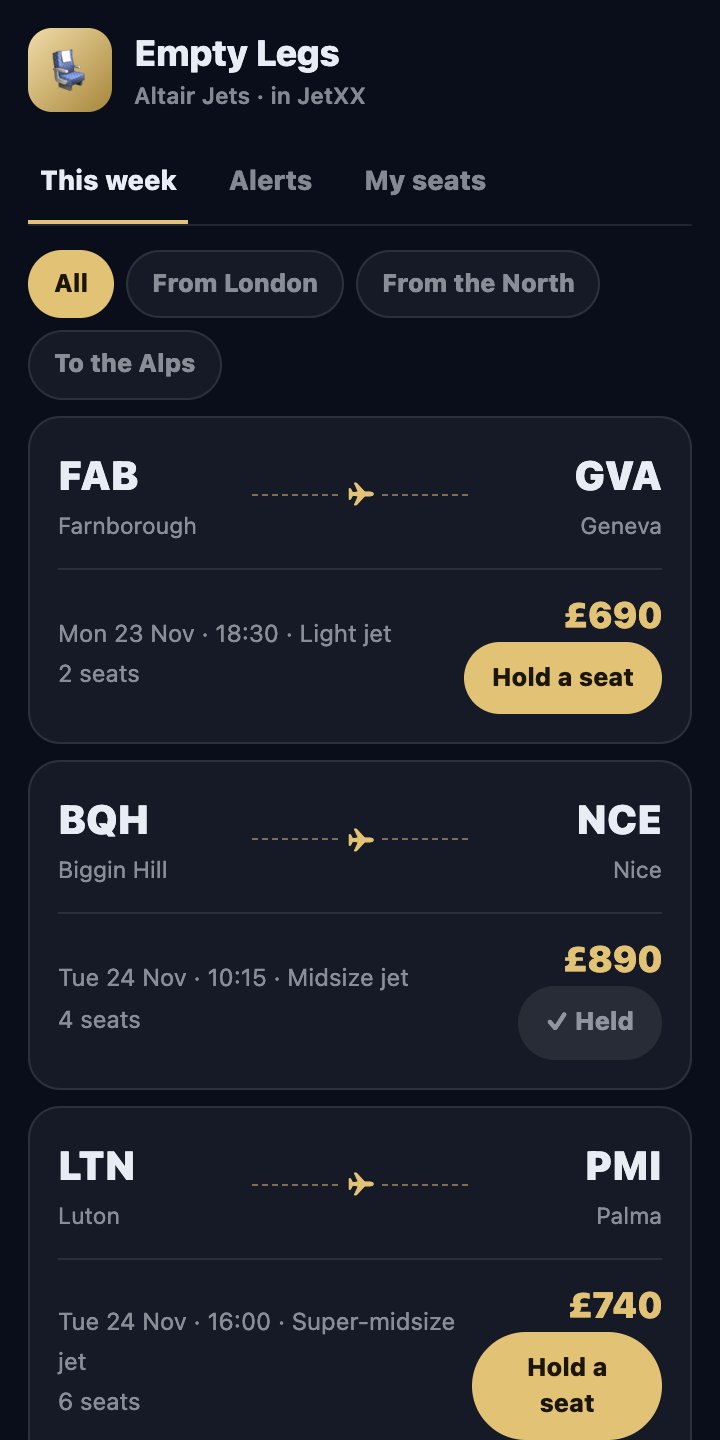 Empty Legs
Altair Jets · in JetXX
This week
Alerts
My seats
All
From London
From the North
To the Alps
FAB
GVA
Farnborough
Geneva
£690
Mon 23 Nov · 18:30 · Light jet
2 seats
Hold a seat
BQH
NCE
Biggin Hill
Nice
£890
Tue 24 Nov · 10:15 · Midsize jet
4 seats
✓ Held
LTN
PMI
Luton
Palma
£740
Tue 24 Nov · 16:00 · Super-midsize
jet
6 seats
Hold a
seat